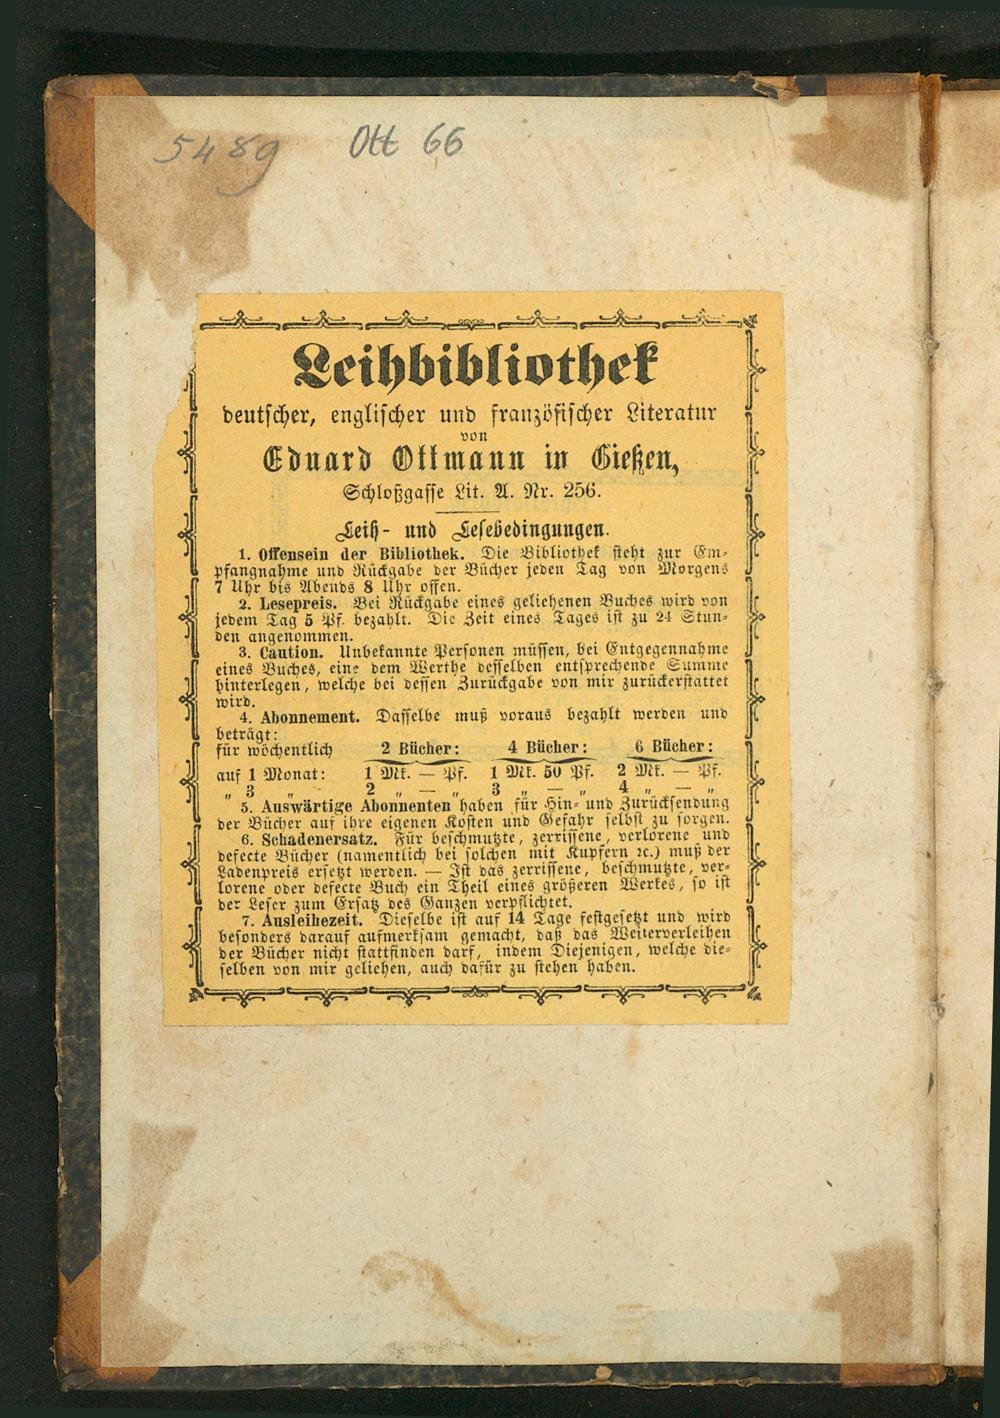 5489 Ott 66
Leihbibliothek
deutscher, englischer und französischer Literatur
von
Eduard Ottmann in Gießen,
Schloßgasse Lit. A. Nr. 256.
Leih- und Lesebedingungen.
1. Offensein der Bibliothek. Die Bibliothek steht zur Em-
pfangnahme und Rückgabe der Bücher jeden Tag von Morgens
7 Uhr bis Abends 8 Uhr offen.
2. Lesepreis. Bei Rückgabe eines geliehenen Buches wird von
jedem Tag 5 Pf. bezahlt. Die Zeit eines Tages ist zu 24 Stun-
den angenommen.
3. Caution. Unbekannte Personen müssen, bei Entgegennahme
eines Buches, eine dem Werthe desselben entsprechende Summe
hinterlegen, welche bei dessen Zurückgabe von mir zurückerstattet
wird.
4. Abonnement. Dasselbe muß voraus bezahlt werden und
beträgt:
für wöchentlich 2 Bücher: 4 Bücher: 6 Bücher:
auf 1 Monat: 1 Mk. — Pf. 1 Mk. 50 Pf. 2 Mk. — Pf.
„ 3 „ 2 „ — „ 3 „ — „ 4 „ — „
5. Auswärtige Abonnenten haben für Hin- und Zurücksendung
der Bücher auf ihre eigenen Kosten und Gefahr selbst zu sorgen.
6. Schadenersatz. Für beschmutzte, zerrissene, verlorene und
defecte Bücher (namentlich bei solchen mit Kupfern ꝛc.) muß der
Ladenpreis ersetzt werden. — Ist das zerrissene, beschmutzte, ver-
lorene oder defecte Buch ein Theil eines größeren Werkes, so ist
der Leser zum Ersatz des Ganzen verpflichtet.
7. Ausleihezeit. Dieselbe ist auf 14 Tage festgesetzt und wird
besonders darauf aufmerksam gemacht, daß das Weiterverleihen
der Bücher nicht stattfinden darf, indem Diejenigen, welche die-
selben von mir geliehen, auch dafür zu stehen haben.